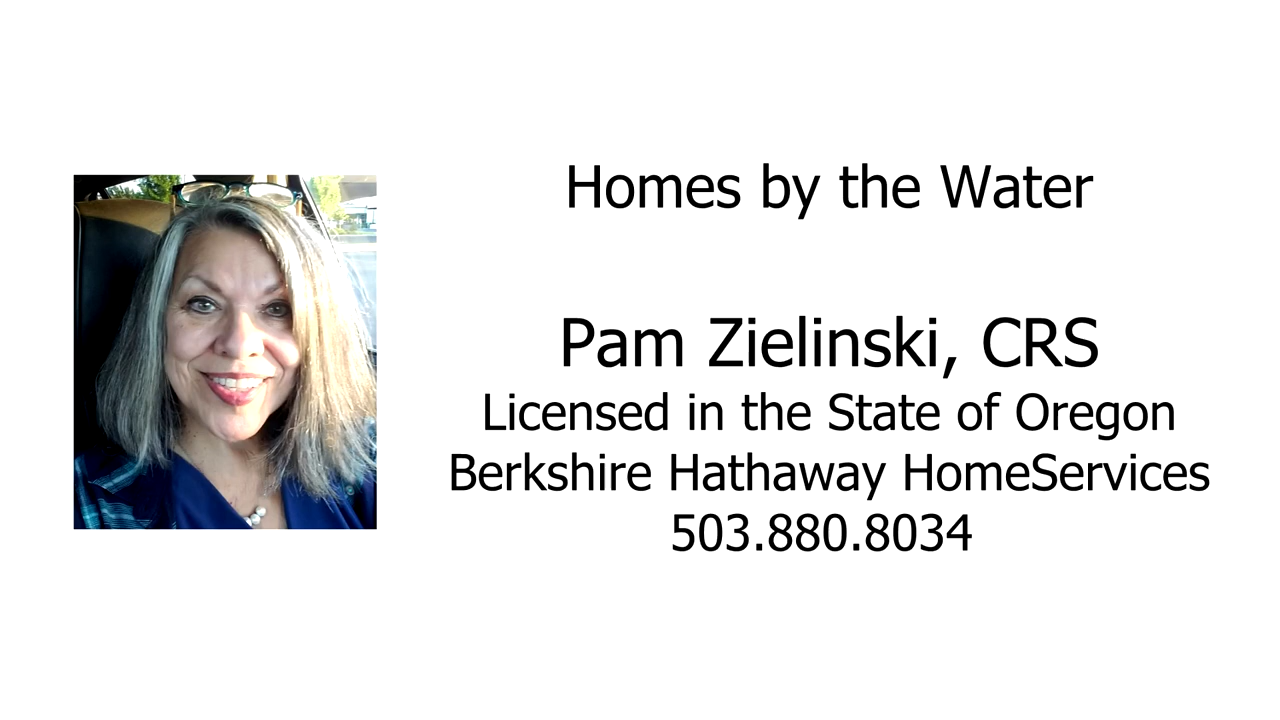 Homes by the Water
Pam Zielinski, CRS
Licensed in the State of Oregon
Berkshire Hathaway HomeServices
503.880.8034